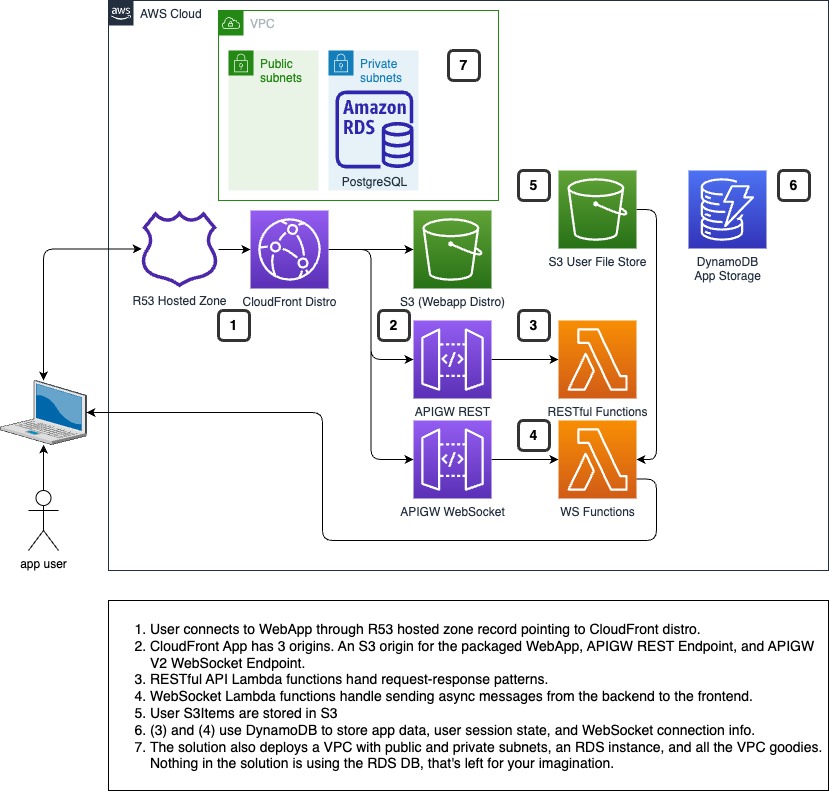 aws
AWS Cloud
VPC
Public
subnets
Private
subnets
7
Amazon
RDS
PostgreSQL
5
6
S3 User File Store
DynamoDB
App Storage
R53 Hosted Zone
CloudFront Distro
S3 (Webapp Distro)
1
2
3
</>
APIGW REST
RESTful Functions
4
</>
APIGW WebSocket
WS Functions
app user
1. User connects to WebApp through R53 hosted zone record pointing to CloudFront distro.
2. CloudFront App has 3 origins. An S3 origin for the packaged WebApp, APIGW REST Endpoint, and APIGW
V2 WebSocket Endpoint.
3. RESTful API Lambda functions hand request-response patterns.
4. WebSocket Lambda functions handle sending async messages from the backend to the frontend.
5. User S3Items are stored in S3
6. (3) and (4) use DynamoDB to store app data, user session state, and WebSocket connection info.
7. The solution also deploys a VPC with public and private subnets, an RDS instance, and all the VPC goodies.
Nothing in the solution is using the RDS DB, that's left for your imagination.